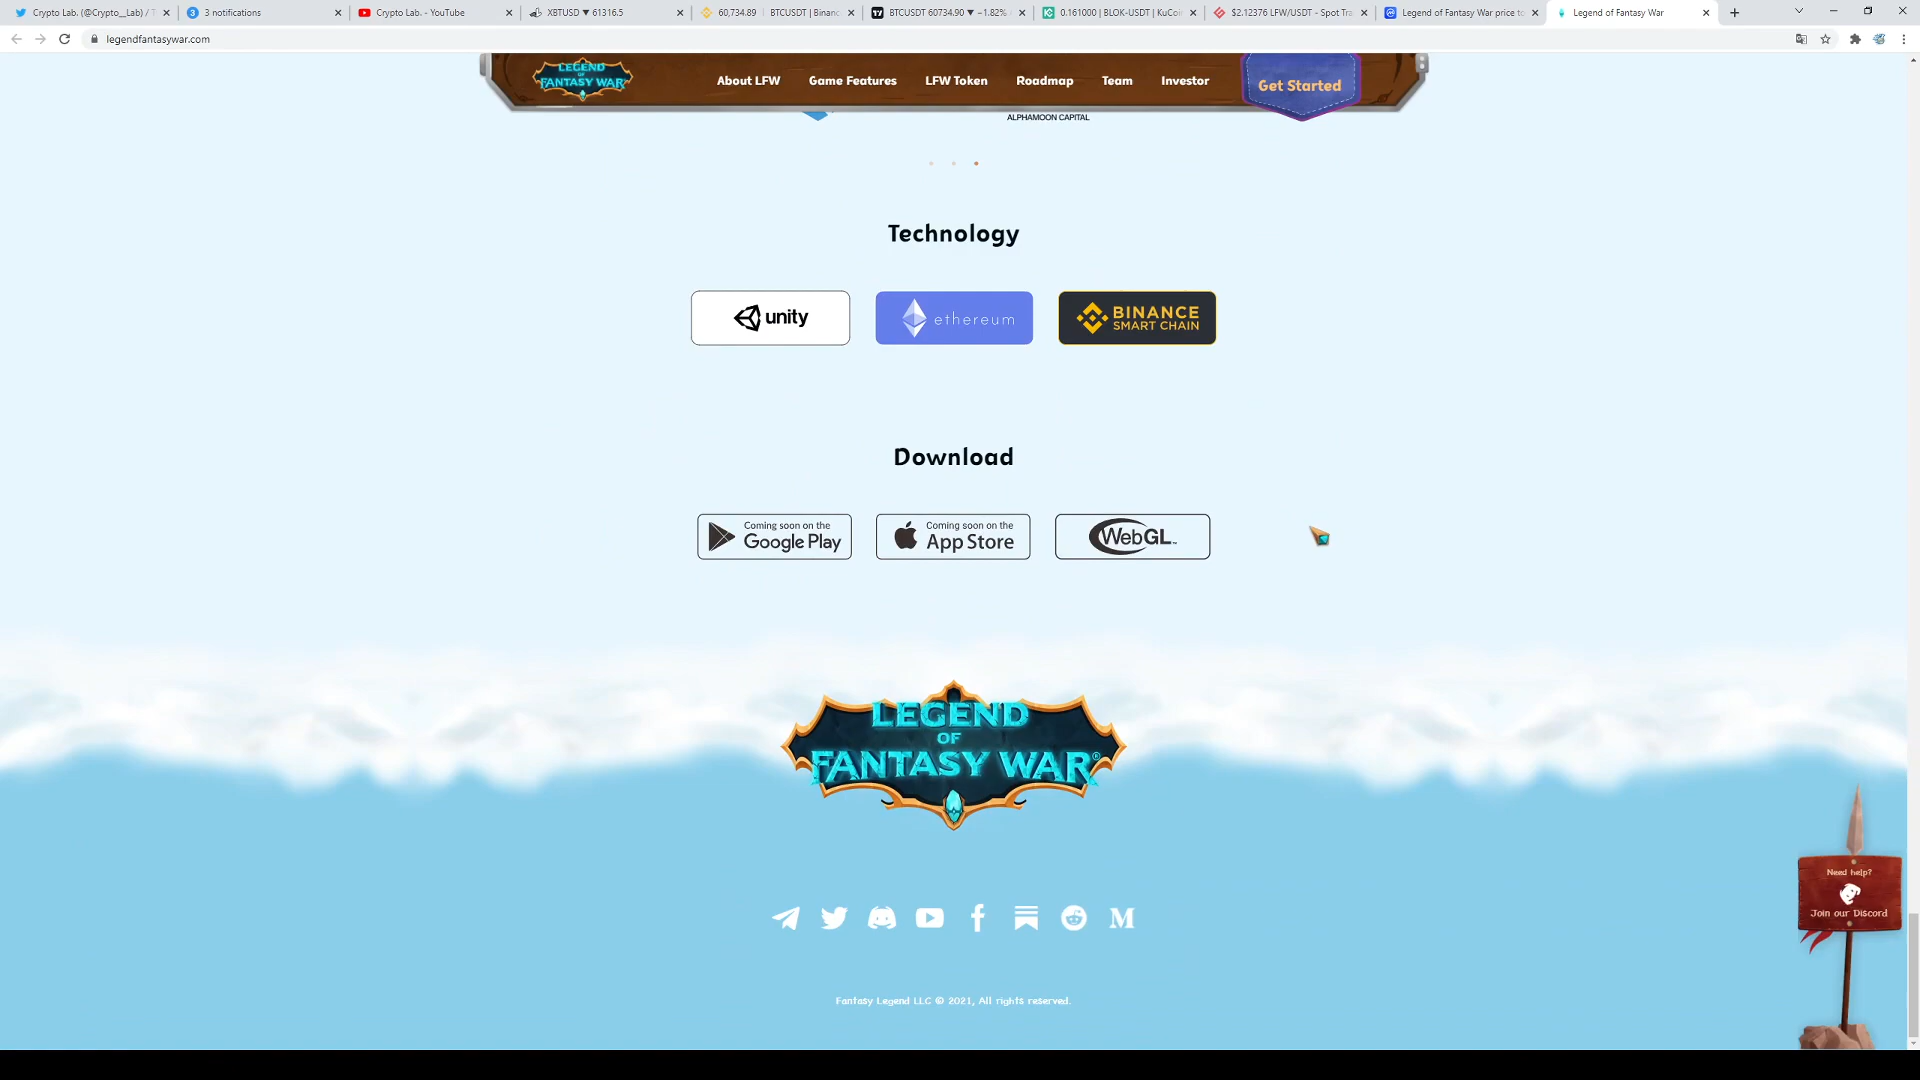 Crypto Lab. (@Crypto__Lab) / T
3 notifications
Crypto Lab. - YouTube
XBTUSD ▼ 61316.5
60,734.89 | BTCUSDT | Binanc
BTCUSDT 60734.90 ▼ −1.82%
0.161000 | BLOK-USDT | KuCoi
$2.12376 LFW/USDT - Spot Tra
Legend of Fantasy War price to
Legend of Fantasy War
legendfantasywar.com
LEGEND
OF
FANTASY WAR
About LFW
Game Features
LFW Token
Roadmap
Team
Investor
Get Started
ALPHAMOON CAPITAL
Technology
unity
ethereum
BINANCE
SMART CHAIN
Download
Coming soon on the
Google Play
Coming soon on the
App Store
WebGL™
LEGEND
OF
FANTASY WAR®
Need help?
Join our Discord
Fantasy Legend LLC © 2021, All rights reserved.